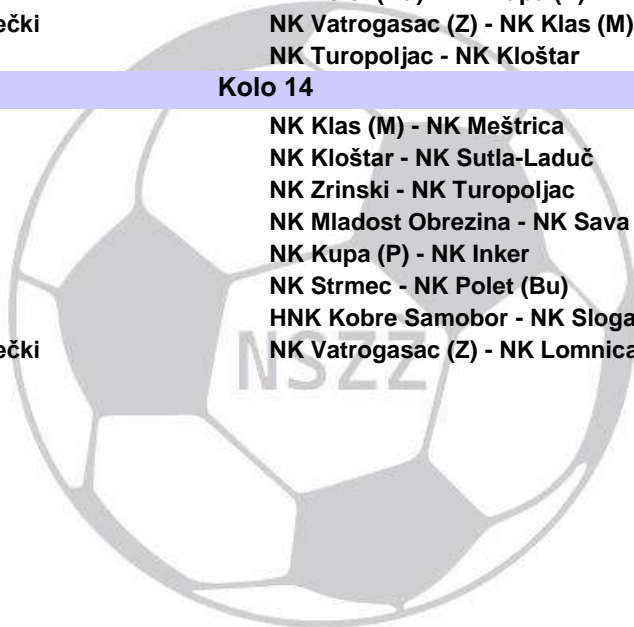 ečki NK Vatrogasac (Z) - NK Klas (M)
NK Turopoljac - NK Kloštar
Kolo 14
NK Klas (M) - NK Meštrica
NK Kloštar - NK Sutla-Laduč
NK Zrinski - NK Turopoljac
NK Mladost Obrezina - NK Sava
NK Kupa (P) - NK Inker
NK Strmec - NK Polet (Bu)
HNK Kobre Samobor - NK Sloga
ečki NK Vatrogasac (Z) - NK Lomnica
NSZŽ